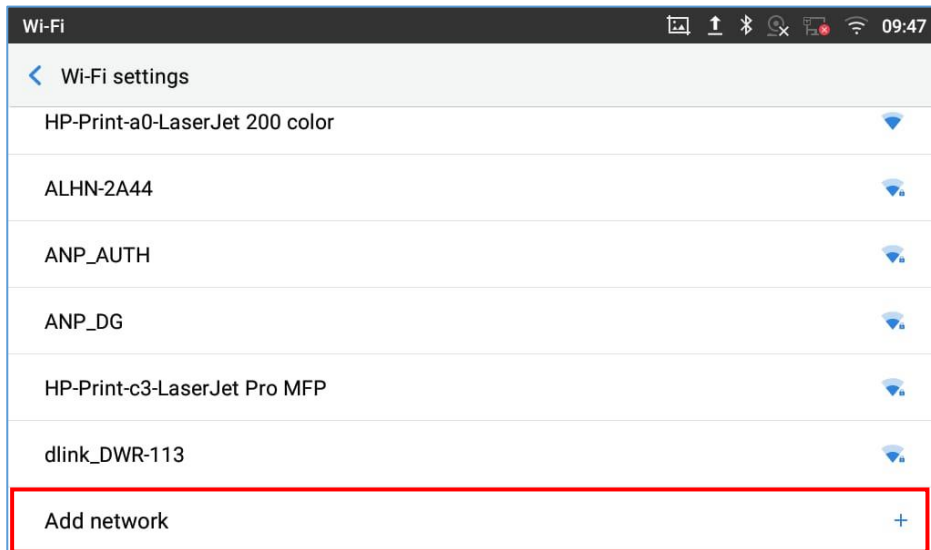 Wi-Fi 09:47
Wi-Fi settings
HP-Print-a0-LaserJet 200 color
ALHN-2A44
ANP_AUTH
ANP_DG
HP-Print-c3-LaserJet Pro MFP
dlink_DWR-113
Add network +